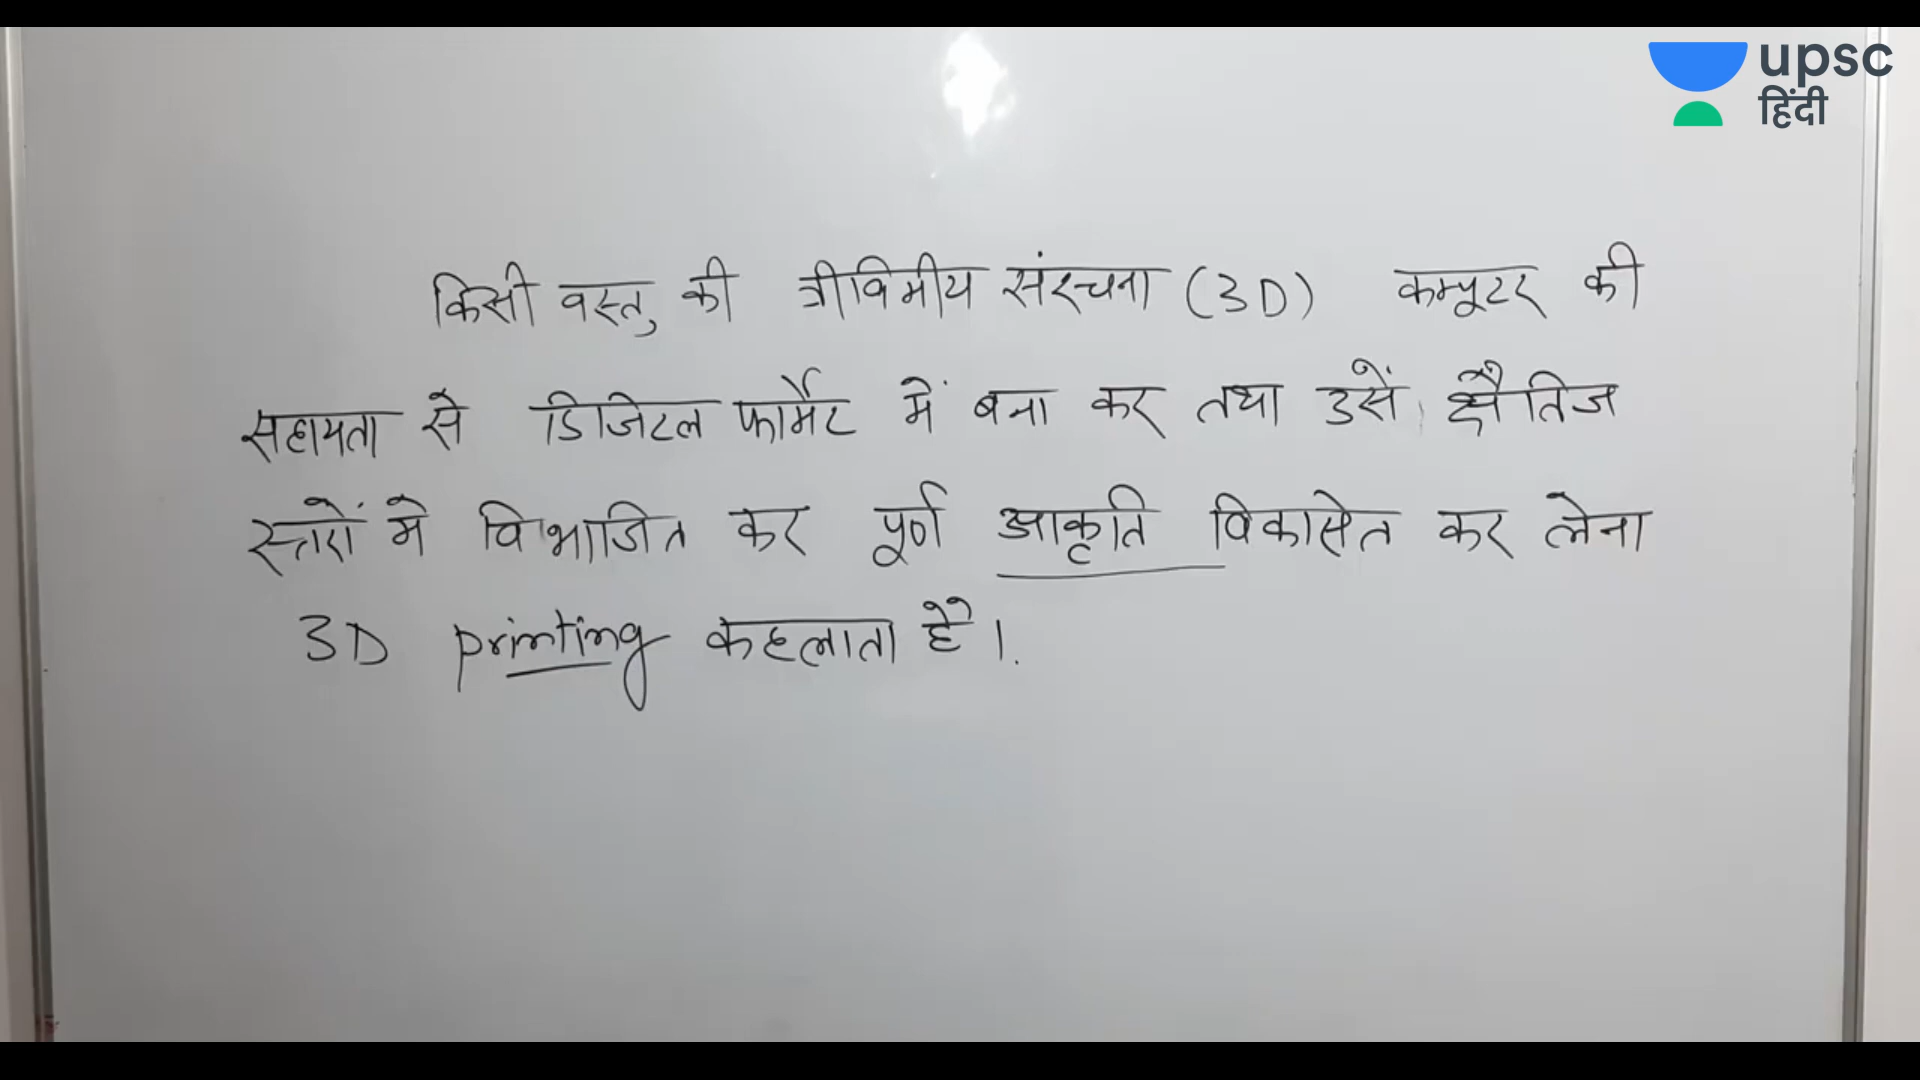 upsc
हिंदी
किसी वस्तु की त्रीविमीय संरचना (3D) कम्पूटर की
सहायता से डिजिटल फार्मेट में बना कर तथा उसें क्षैतिज
स्तरों मे विभाजित कर पूर्ण आकृति विकासित कर लेना
3D printing कहलाता है।